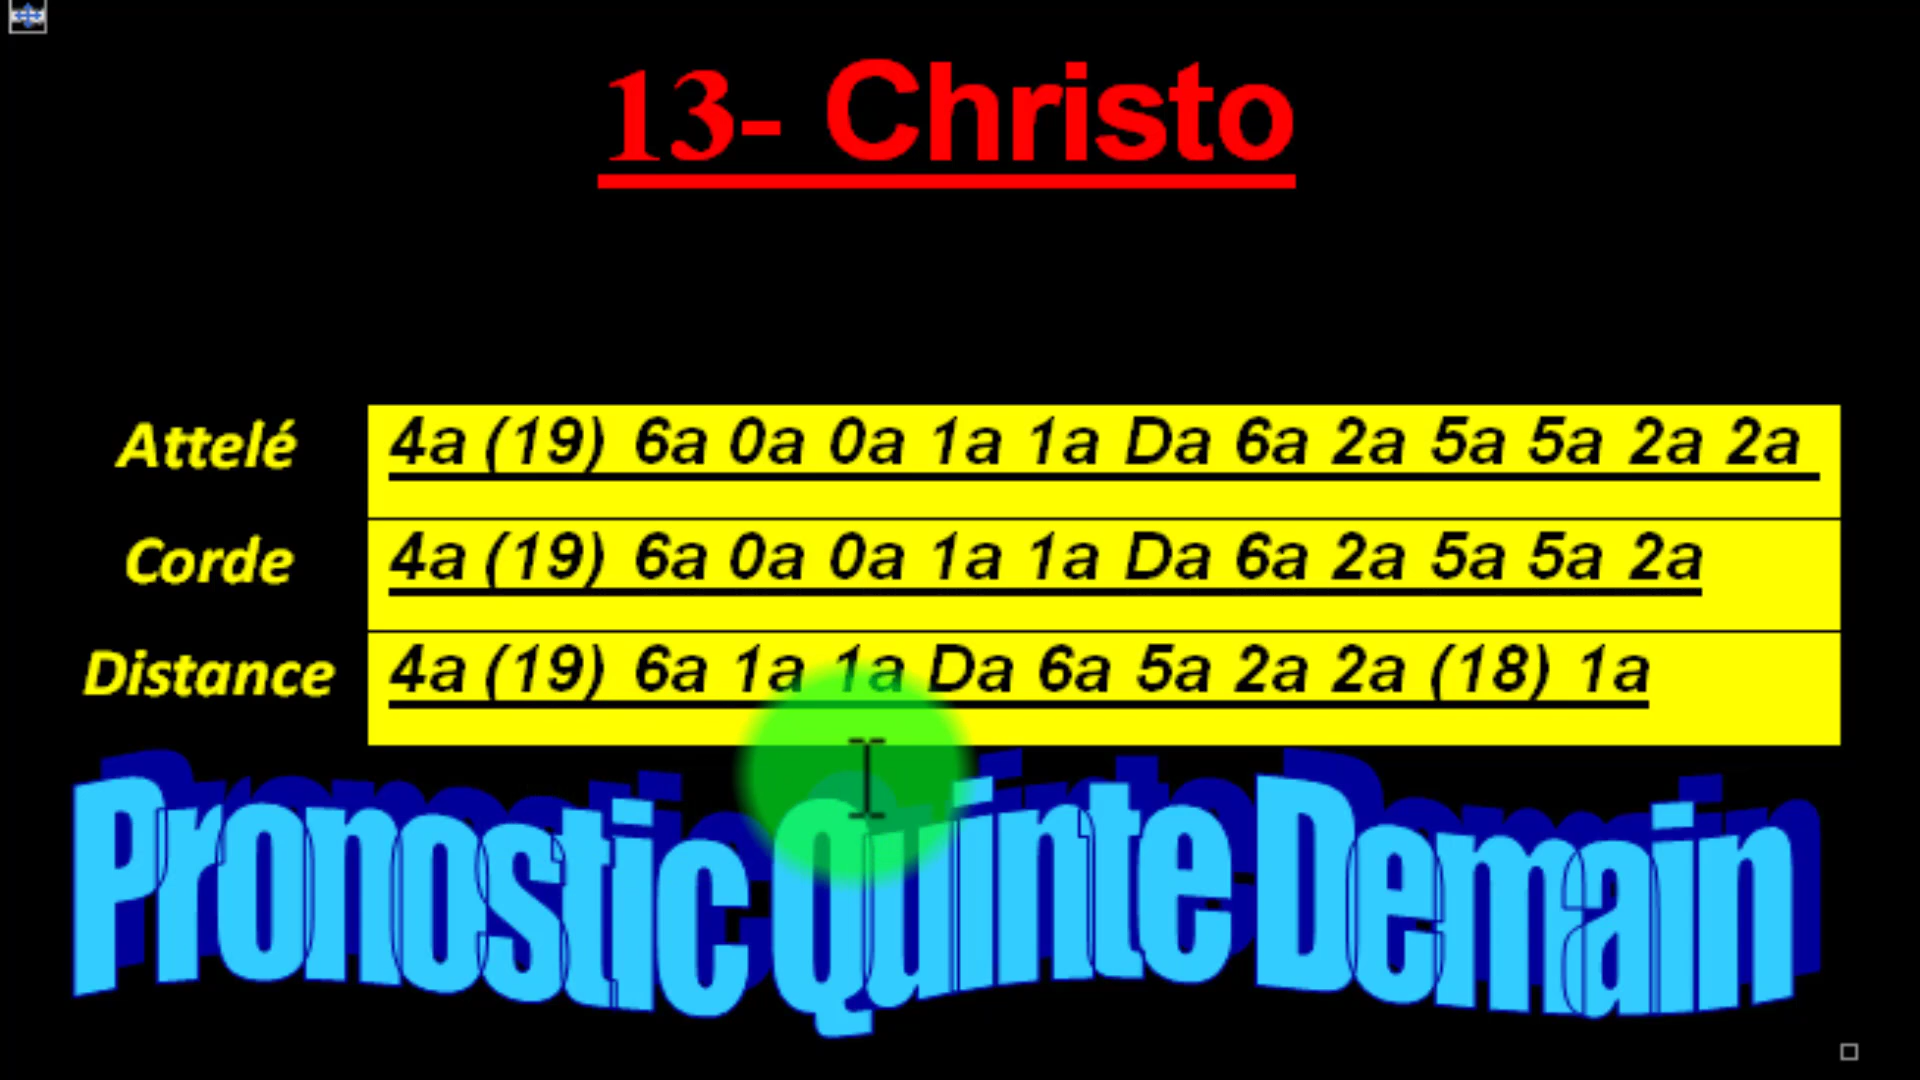 13- Christo
Attelé 4a (19) 6a 0a 0a 1a 1a Da 6a 2a 5a 5a 2a 2a
Corde 4a (19) 6a 0a 0a 1a 1a Da 6a 2a 5a 5a 2a
Distance 4a (19) 6a 1a 1a Da 6a 5a 2a 2a (18) 1a
Pronostic Quinte Demain